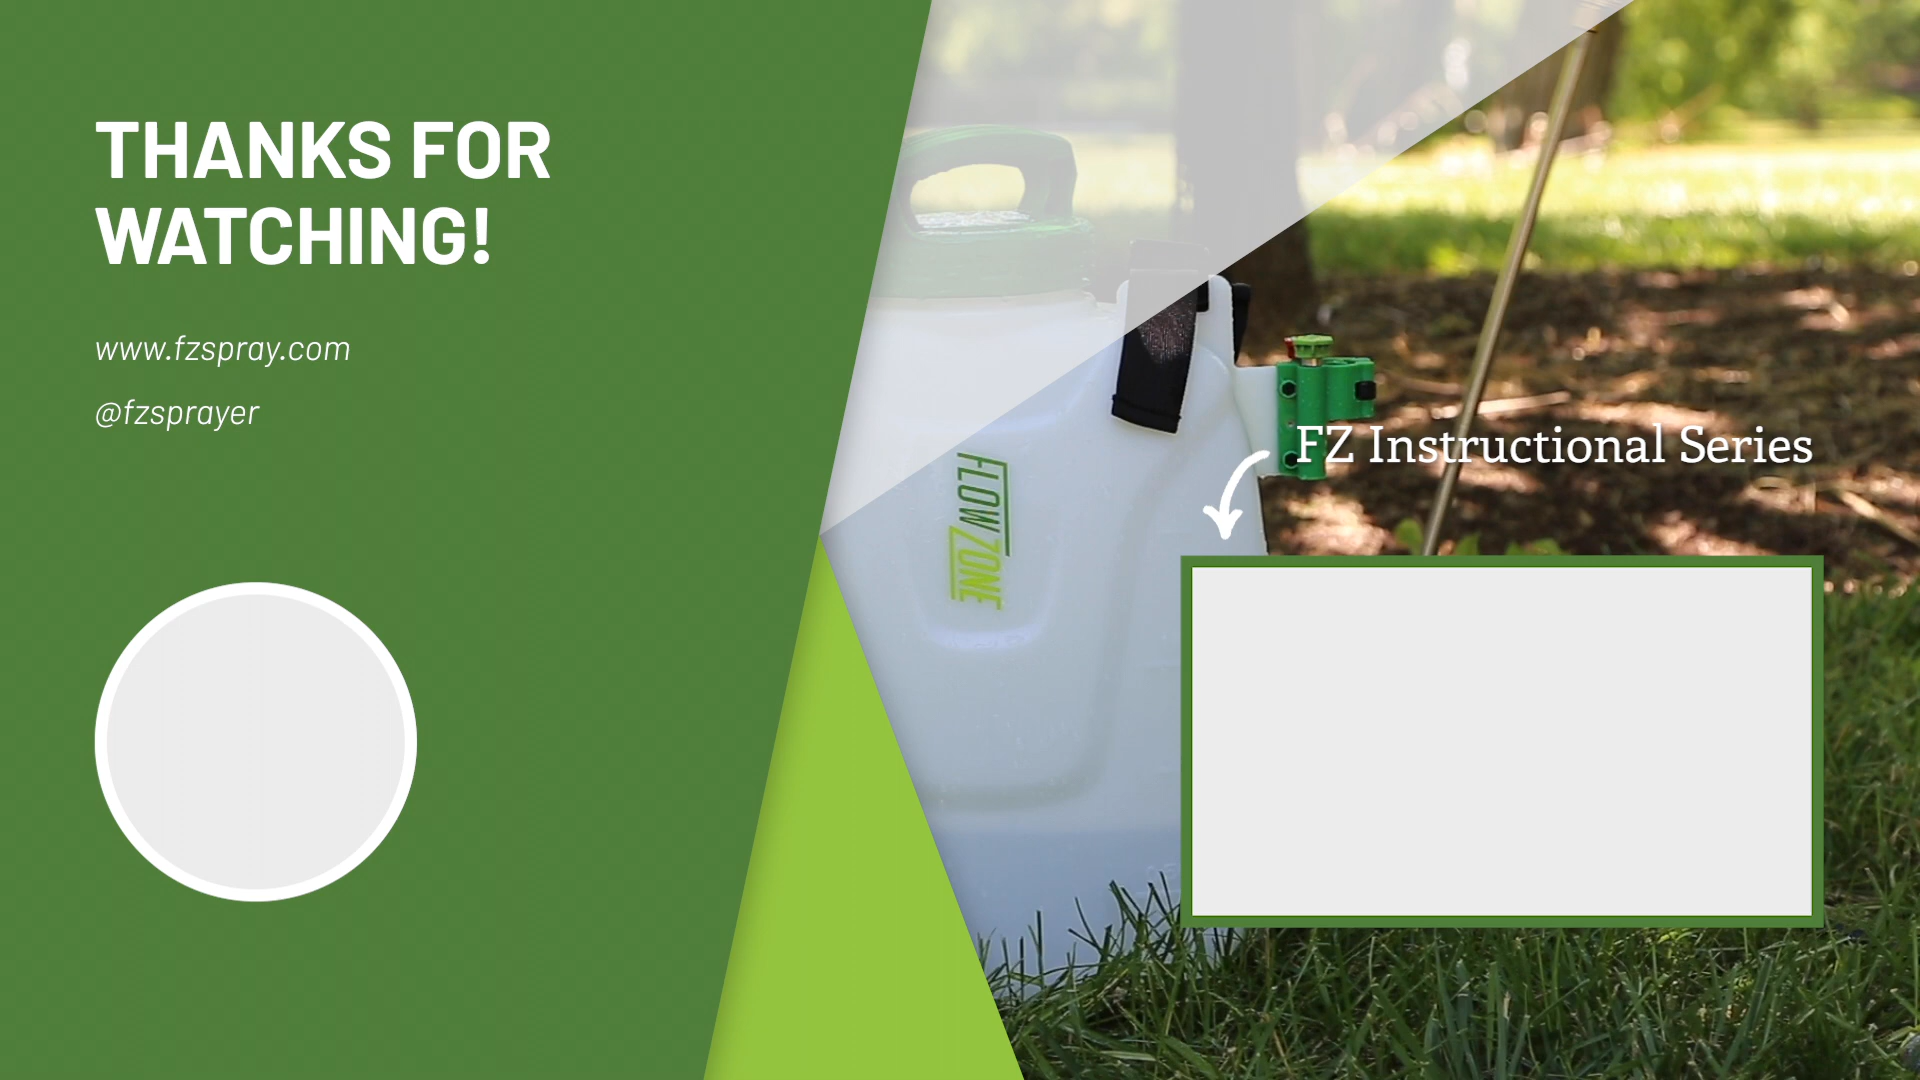 THANKS FOR
WATCHING!
www.fzspray.com
@fzsprayer
FLOWZONE
FZ Instructional Series